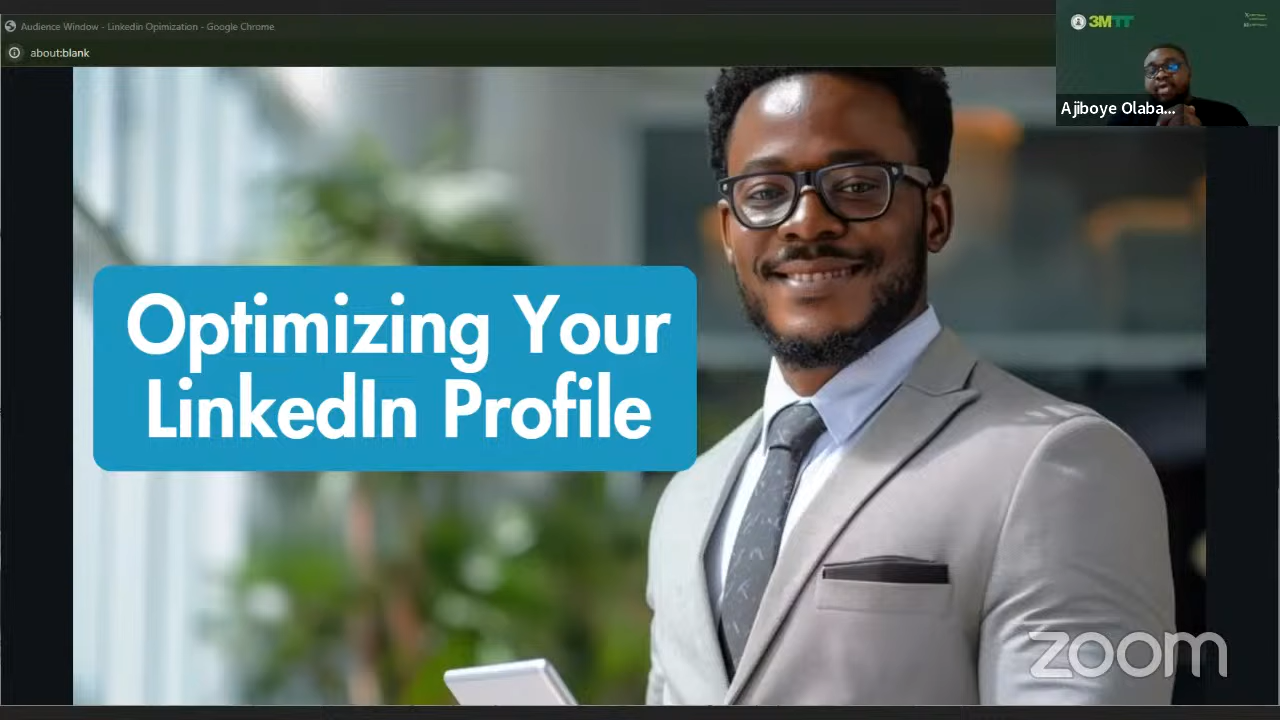 Audience Window - Linkedin Opimization - Google Chrome
about:blank
3MTT
Ajiboye Olaba...
Optimizing Your
LinkedIn Profile
zoom